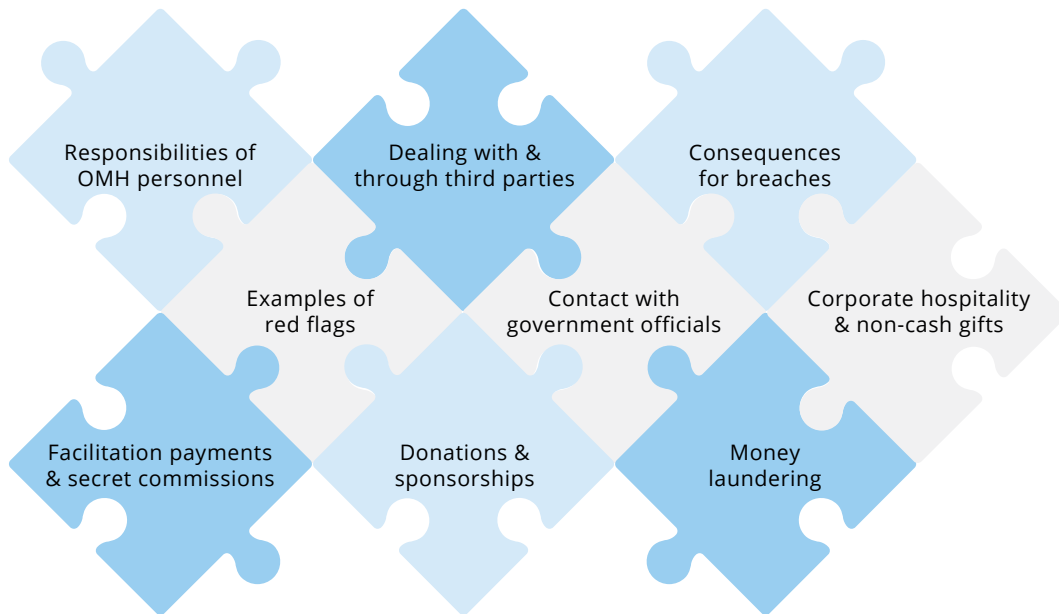 Responsibilities of
OMH personnel
Dealing with &
through third parties
Consequences
for breaches
Examples of
red flags
Contact with
government officials
Corporate hospitality
& non-cash gifts
Facilitation payments
& secret commissions
Donations &
sponsorships
Money
laundering